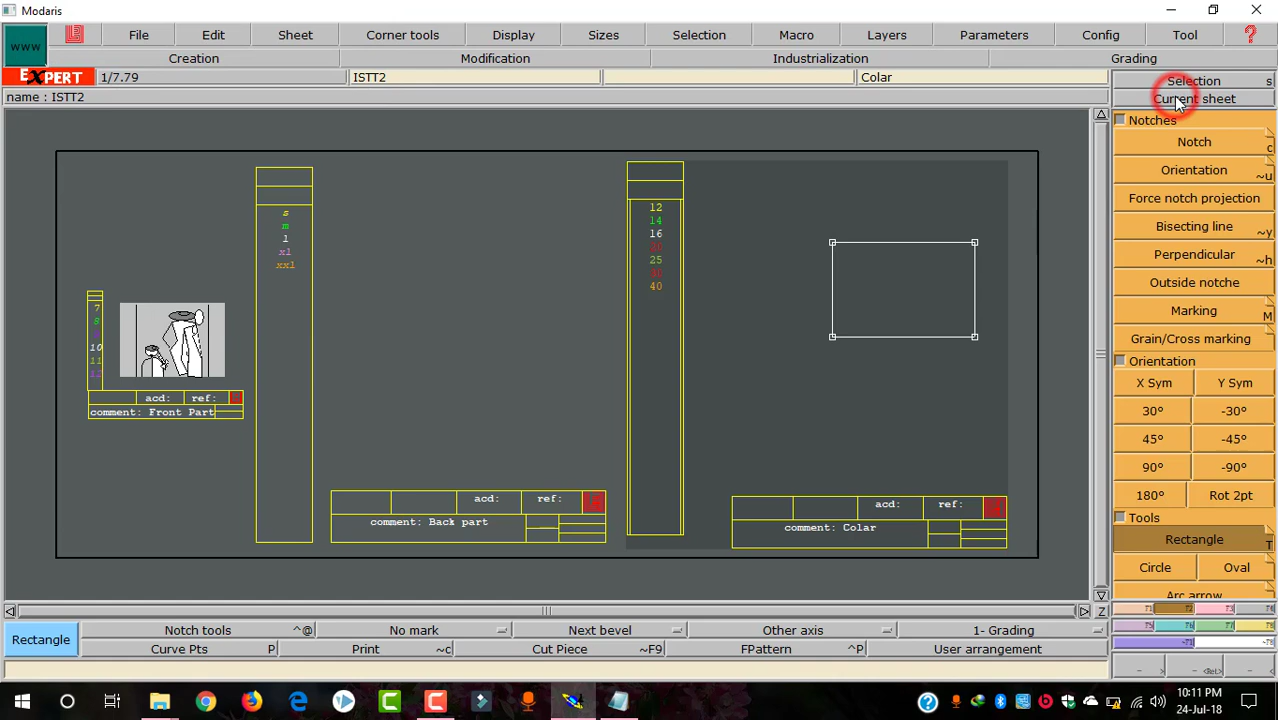 Modaris
www
File
Edit
Sheet
Corner tools
Display
Sizes
Selection
Macro
Layers
Parameters
Config
Tool
?
Creation
Modification
Industrialization
Grading
EXPERT
1/7.79
ISTT2
Colar
name : ISTT2
Selection s
Current sheet
Notches
Notch c
Orientation ~u
Force notch projection
Bisecting line ~y
Perpendicular ~h
Outside notche
Marking M
Grain/Cross marking
Orientation
X Sym
Y Sym
30°
-30°
45°
-45°
90°
-90°
180°
Rot 2pt
Tools
Rectangle T
Circle
Oval
Arc arrow
7
8
10
11
acd: ref:
comment: Front Part
s
m
l
xl
xxl
acd: ref:
comment: Back part
12
14
16
25
40
acd: ref:
comment: Colar
Z
Rectangle
Notch tools ^@
No mark
Next bevel
Other axis
1- Grading
Curve Pts P
Print ~c
Cut Piece ~F9
FPattern ^P
User arrangement
10:11 PM
24-Jul-18